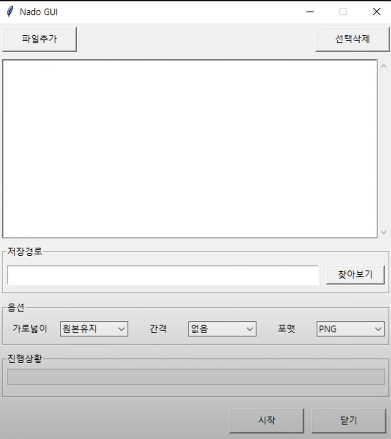 Nado GUI
파일추가 선택삭제
저장경로
찾아보기
옵션
가로넓이 원본유지 간격 없음 포맷 PNG
진행상황
시작 닫기